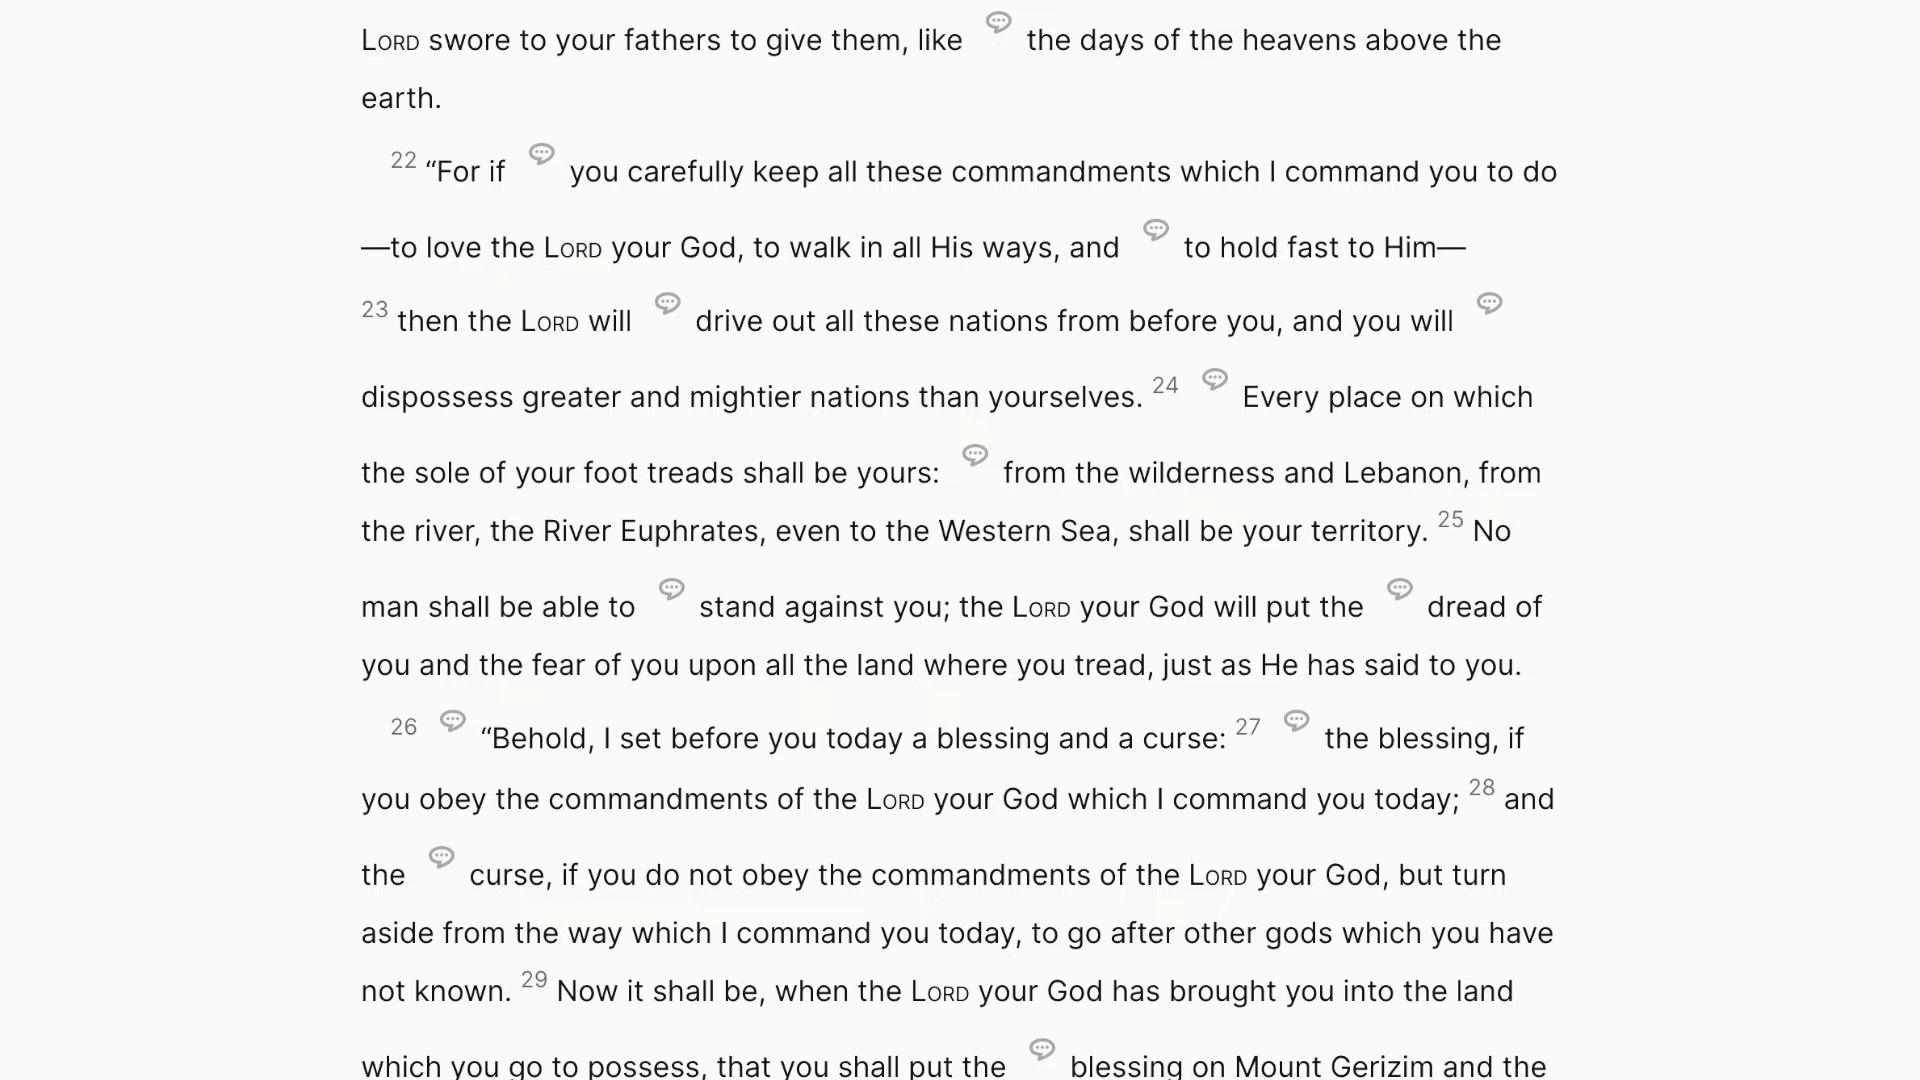 LORD swore to your fathers to give them, like the days of the heavens above the
earth.
22 “For if you carefully keep all these commandments which I command you to do
—to love the LORD your God, to walk in all His ways, and to hold fast to Him—
23 then the LORD will drive out all these nations from before you, and you will
dispossess greater and mightier nations than yourselves. 24 Every place on which
the sole of your foot treads shall be yours: from the wilderness and Lebanon, from
the river, the River Euphrates, even to the Western Sea, shall be your territory. 25 No
man shall be able to stand against you; the LORD your God will put the dread of
you and the fear of you upon all the land where you tread, just as He has said to you.
26 “Behold, I set before you today a blessing and a curse: 27 the blessing, if
you obey the commandments of the LORD your God which I command you today; 28 and
the curse, if you do not obey the commandments of the LORD your God, but turn
aside from the way which I command you today, to go after other gods which you have
not known. 29 Now it shall be, when the LORD your God has brought you into the land
which you go to possess, that you shall put the blessing on Mount Gerizim and the